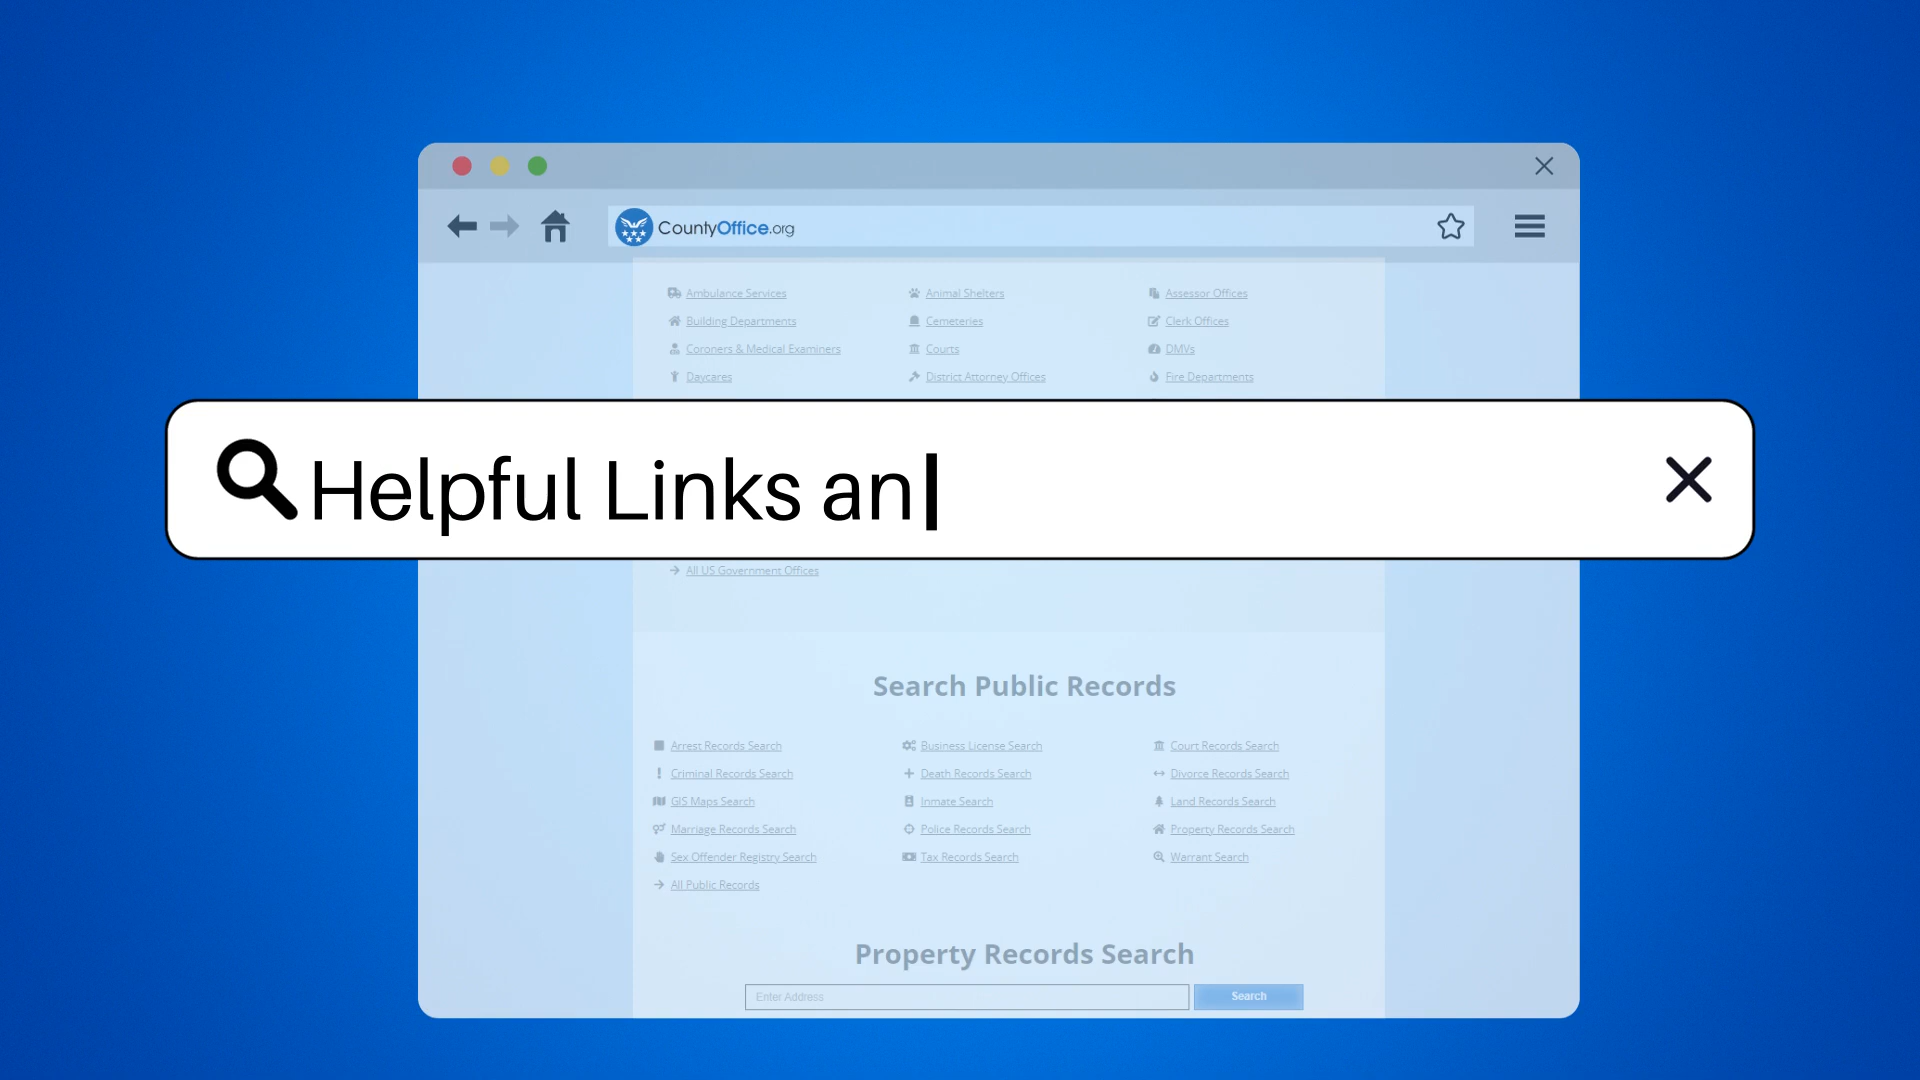 CountyOffice.org
Ambulance Services Animal Shelters Assessor Offices
Building Departments Cemeteries Clerk Offices
Coroners & Medical Examiners Courts DMVs
Daycares District Attorney Offices Fire Departments
Helpful Links an
All US Government Offices
Search Public Records
Arrest Records Search Business License Search Court Records Search
Criminal Records Search Death Records Search Divorce Records Search
GIS Maps Search Inmate Search Land Records Search
Marriage Records Search Police Records Search Property Records Search
Sex Offender Registry Search Tax Records Search Warrant Search
All Public Records
Property Records Search
Enter Address Search